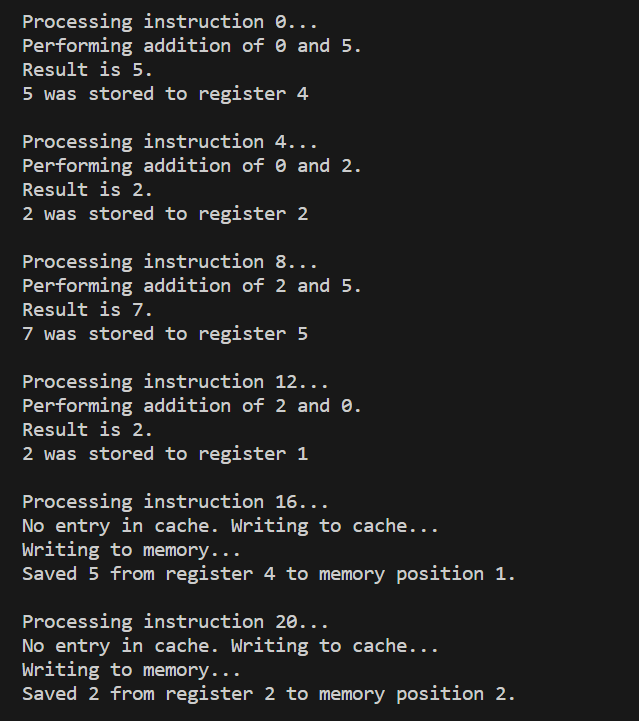 Processing instruction 0...
Performing addition of 0 and 5.
Result is 5.
5 was stored to register 4
Processing instruction 4...
Performing addition of 0 and 2.
Result is 2.
2 was stored to register 2
Processing instruction 8...
Performing addition of 2 and 5.
Result is 7.
7 was stored to register 5
Processing instruction 12...
Performing addition of 2 and 0.
Result is 2.
2 was stored to register 1
Processing instruction 16...
No entry in cache. Writing to cache...
Writing to memory...
Saved 5 from register 4 to memory position 1.
Processing instruction 20...
No entry in cache. Writing to cache...
Writing to memory...
Saved 2 from register 2 to memory position 2.